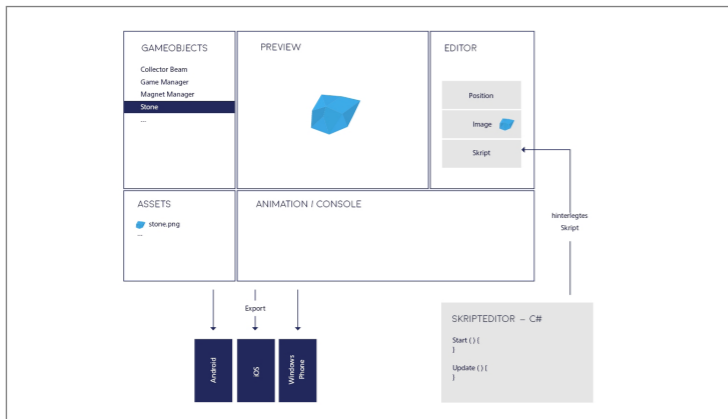 GAMEOBJECTS
Collector Beam
Game Manager
Magnet Manager
Stone
...
PREVIEW
EDITOR
Position
Image
Skript
ASSETS
stone.png
...
ANIMATION / CONSOLE
hinterlegtes
Skript
Export
Android
iOS
Windows
Phone
SKRIPTEDITOR – C#
Start ( ) {
}
Update ( ) {
}